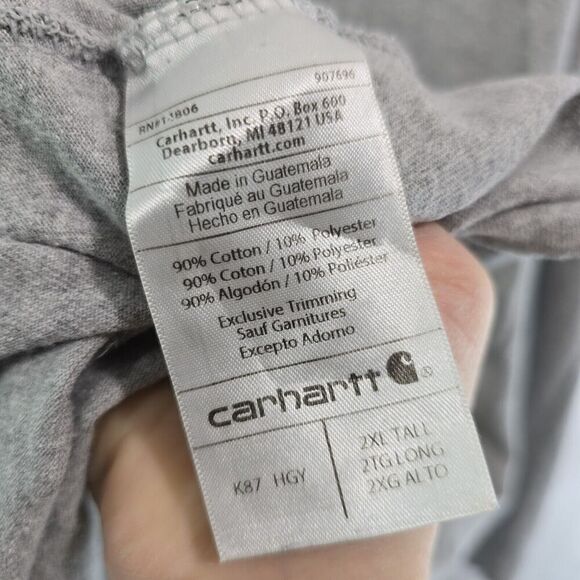 RN#13806 907696
Carhartt, Inc. P.O. Box 600
Dearborn, MI 48121 USA
carhartt.com
Made in Guatemala
Fabriqué au Guatemala
Hecho en Guatemala
90% Cotton / 10% Polyester
90% Coton / 10% Polyester
90% Algodón / 10% Poliéster
Exclusive Trimming
Sauf Garnitures
Excepto Adorno
carhartt ®
K87 HGY
2XL TALL
2TG LONG
2XG ALTO